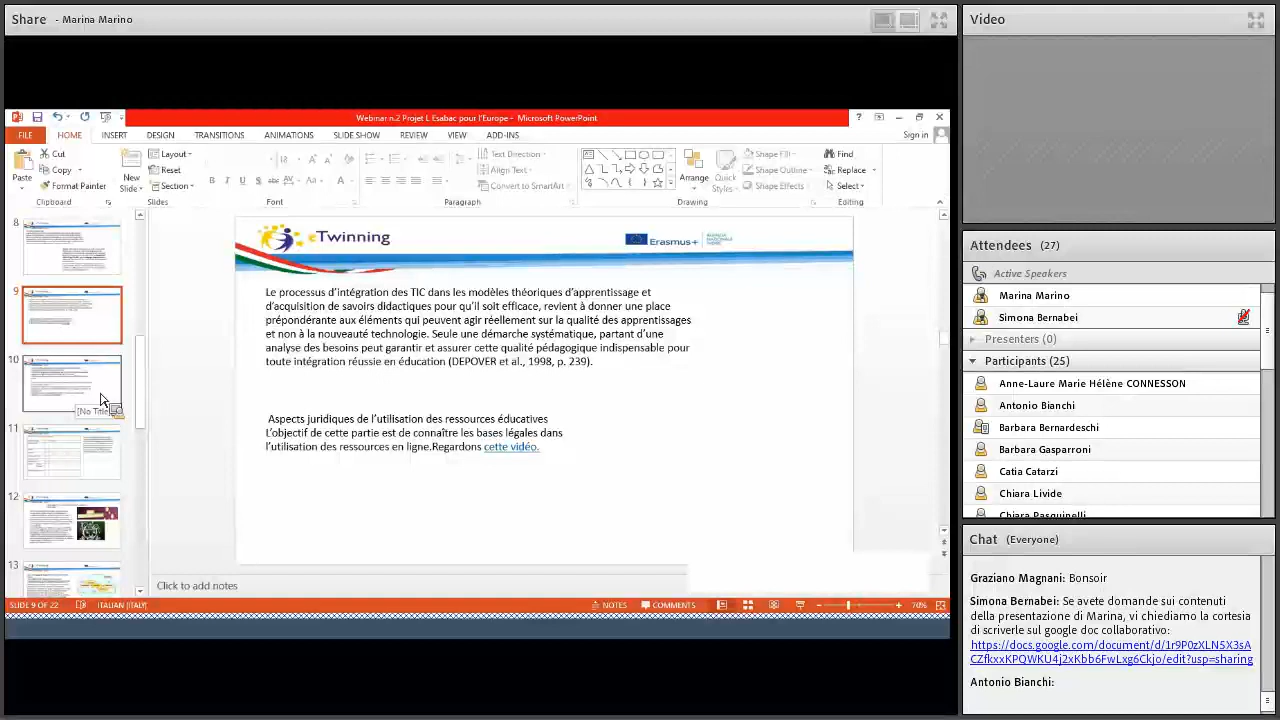 Share - Marina Marino
Video
Webinar n.2 Projet L Esabac pour l'Europe - Microsoft PowerPoint
FILE HOME INSERT DESIGN TRANSITIONS ANIMATIONS SLIDE SHOW REVIEW VIEW ADD-INS Sign in
Cut Layout 18 Text Direction Shape Fill Find
Copy Reset Align Text Shape Outline Replace
Paste Format Painter New Slide Section Convert to SmartArt Arrange Quick Styles Shape Effects Select
Clipboard Slides Font Paragraph Drawing Editing
8
9
10
[No Title
11
12
13
eTwinning
Erasmus+
Le processus d'intégration des TIC dans les modèles théoriques d'apprentissage et
d'acquisition de savoirs didactiques pour qu'il soit efficace, revient à donner une place
prépondérante aux éléments qui peuvent agir réellement sur la qualité des apprentissages
et non à la nouveauté technologie. Seule une démarche systématique, partant d'une
analyse des besoins peut garantir et assurer cette qualité pédagogique indispensable pour
toute intégration réussie en éducation (DEPOVER et al., 1998, p. 239).
Aspects juridiques de l'utilisation des ressources éducatives
L'objectif de cette partie est de connaître les bases légales dans
l'utilisation des ressources en ligne.Regardons cette vidéo.
Click to add notes
SLIDE 9 OF 22 ITALIAN (ITALY) NOTES COMMENTS 70%
Attendees (27)
Active Speakers
Marina Marino
Simona Bernabei
Presenters (0)
Participants (25)
Anne-Laure Marie Hélène CONNESSON
Antonio Bianchi
Barbara Bernardeschi
Barbara Gasparroni
Catia Catarzi
Chiara Livide
Chiara Pasquinelli
Chat (Everyone)
Graziano Magnani: Bonsoir
Simona Bernabei: Se avete domande sui contenuti
della presentazione di Marina, vi chiediamo la cortesia
di scriverle sul google doc collaborativo:
https://docs.google.com/document/d/1r9P0zXLN5X3sA
CZfkxxKPQWKU4j2xKbb6FwLxg6Ckjo/edit?usp=sharing
Antonio Bianchi: